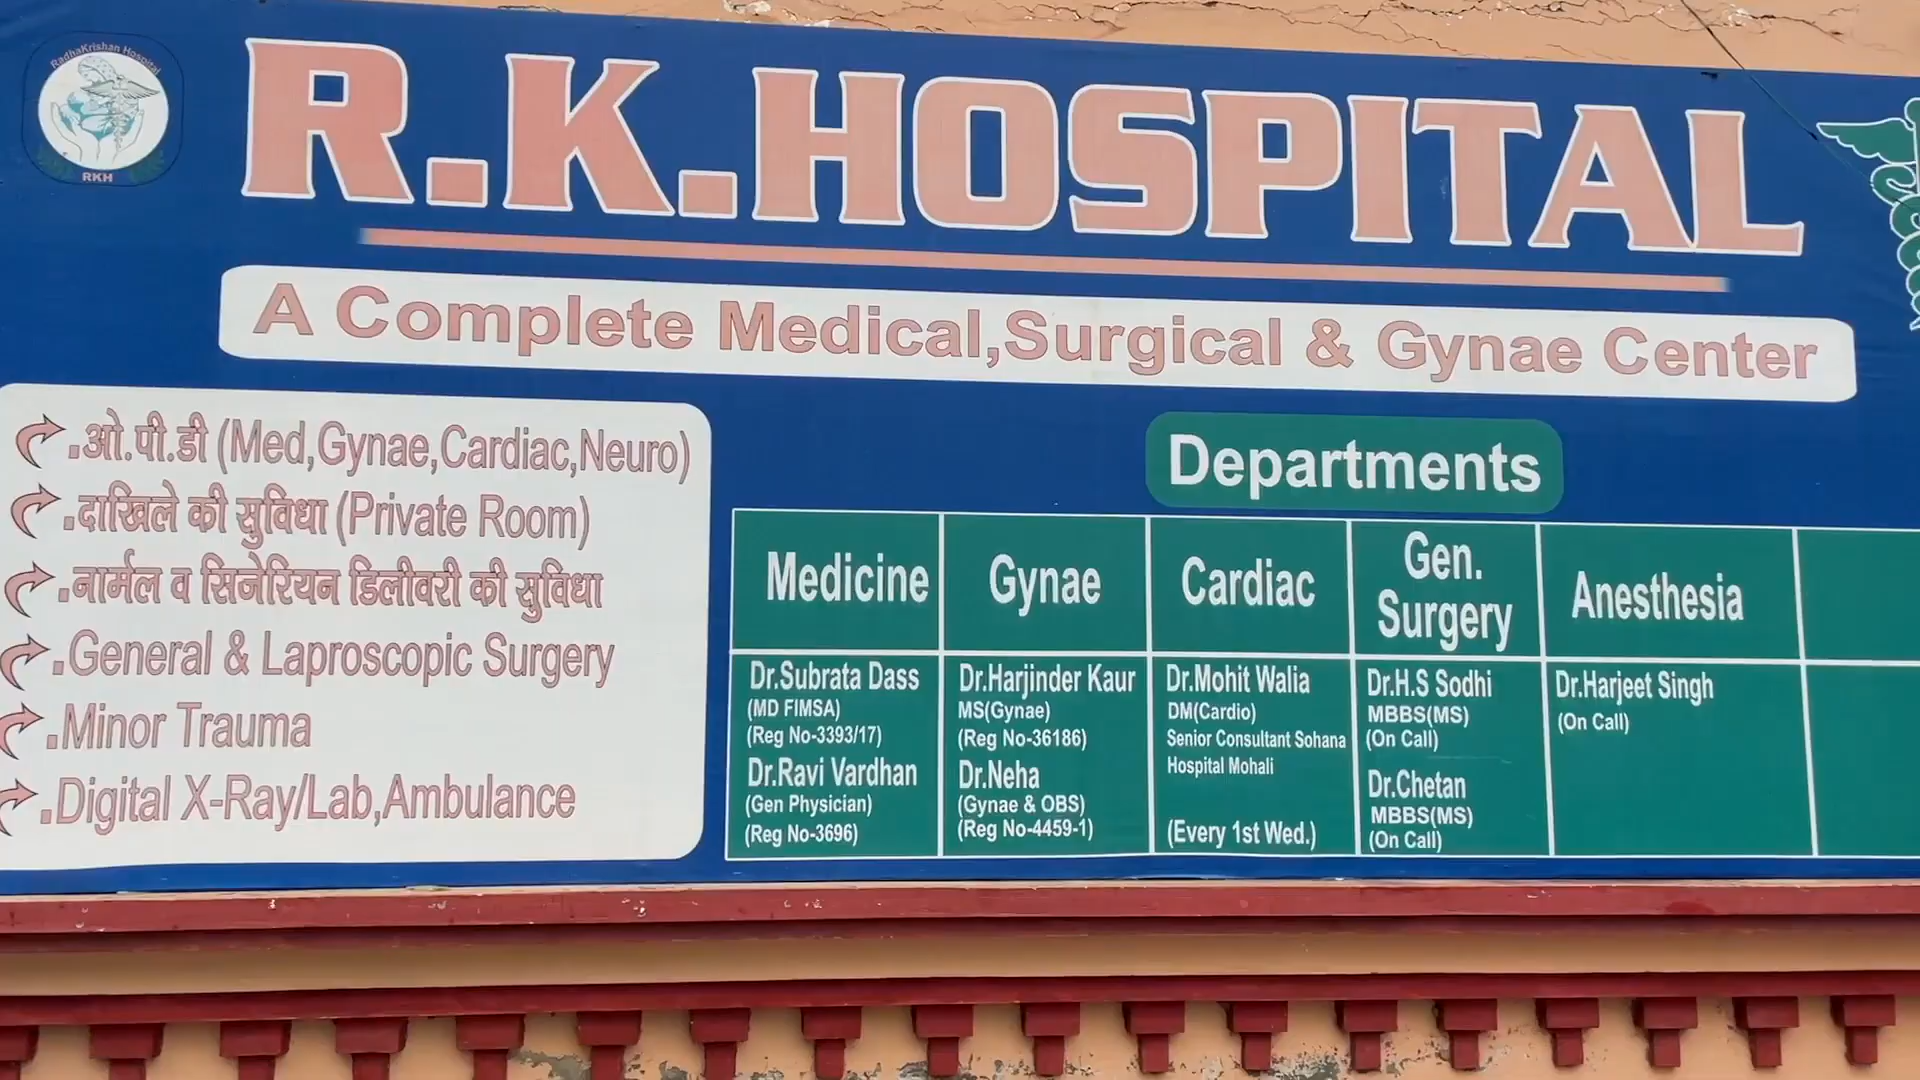 RadhaKrishan Hospital
RKH
R.K.HOSPITAL
A Complete Medical,Surgical & Gynae Center
.ओ.पी.डी (Med,Gynae,Cardiac,Neuro)
.दाखिले की सुविधा (Private Room)
.नार्मल व सिजेरियन डिलीवरी की सुविधा
.General & Laproscopic Surgery
.Minor Trauma
.Digital X-Ray/Lab,Ambulance
Departments
Medicine
Dr.Subrata Dass
(MD FIMSA)
(Reg No-3393/17)
Dr.Ravi Vardhan
(Gen Physician)
(Reg No-3696)
Gynae
Dr.Harjinder Kaur
MS(Gynae)
(Reg No-36186)
Dr.Neha
(Gynae & OBS)
(Reg No-4459-1)
Cardiac
Dr.Mohit Walia
DM(Cardio)
Senior Consultant Sohana
Hospital Mohali
(Every 1st Wed.)
Gen.
Surgery
Dr.H.S Sodhi
MBBS(MS)
(On Call)
Dr.Chetan
MBBS(MS)
(On Call)
Anesthesia
Dr.Harjeet Singh
(On Call)